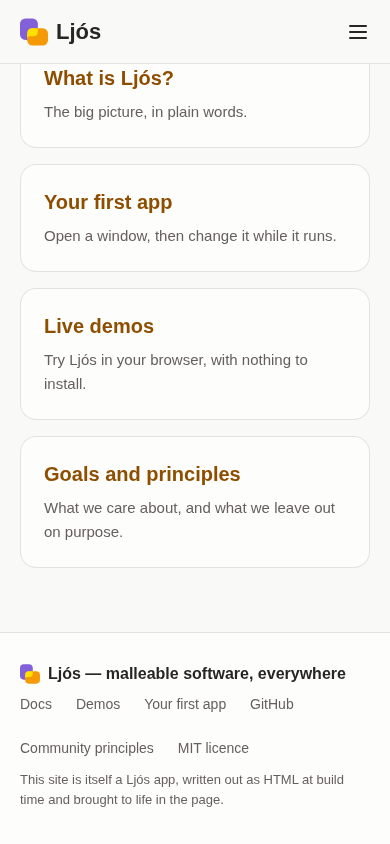 Ljós
What is Ljós?
The big picture, in plain words.
Your first app
Open a window, then change it while it runs.
Live demos
Try Ljós in your browser, with nothing to
install.
Goals and principles
What we care about, and what we leave out
on purpose.
Ljós — malleable software, everywhere
Docs Demos Your first app GitHub
Community principles MIT licence
This site is itself a Ljós app, written out as HTML at build
time and brought to life in the page.